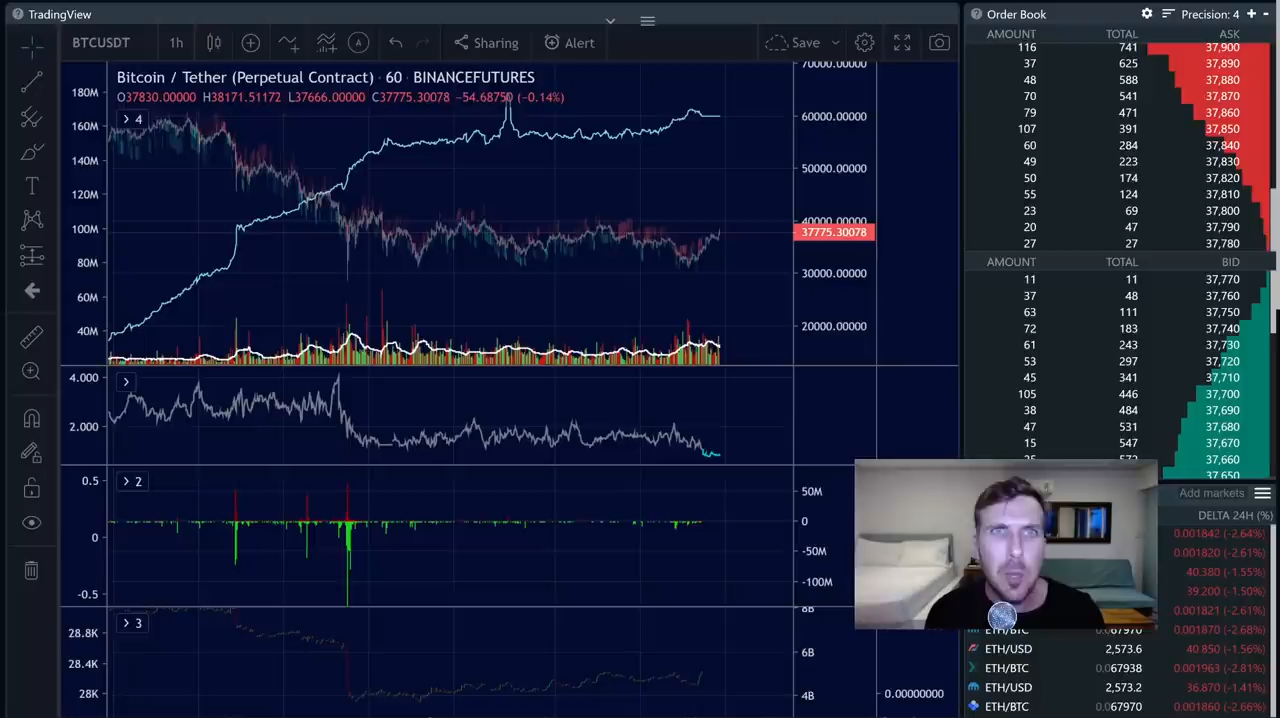 TradingView
BTCUSDT 1h Sharing Alert Save
Bitcoin / Tether (Perpetual Contract) · 60 · BINANCEFUTURES
O37830.00000 H38171.51172 L37666.00000 C37775.30078 −54.68750 (−0.14%)
4
180M
160M
140M
120M
100M
80M
60M
40M
70000.00000
60000.00000
50000.00000
40000.00000
37775.30078
30000.00000
20000.00000
4.000
2.000
2
0.5
0
-0.5
50M
0
-50M
-100M
3
28.8K
28.4K
28K
8B
6B
4B
0.00000000
Order Book Precision: 4 + -
AMOUNT TOTAL ASK
116 741 37,900
37 625 37,890
48 588 37,880
70 541 37,870
79 471 37,860
107 391 37,850
60 284 37,840
49 223 37,830
50 174 37,820
55 124 37,810
23 69 37,800
20 47 37,790
27 27 37,780
AMOUNT TOTAL BID
11 11 37,770
37 48 37,760
63 111 37,750
72 183 37,740
61 243 37,730
53 297 37,720
45 341 37,710
105 446 37,700
38 484 37,690
47 531 37,680
15 547 37,670
25 572 37,660
37,650
Add markets
DELTA 24H (%)
0.001842 (-2.64%)
0.001820 (-2.61%)
40.380 (-1.55%)
39.200 (-1.50%)
0.001821 (-2.61%)
ETH/BTC 0.067970 0.001870 (-2.68%)
ETH/USD 2,573.6 40.850 (-1.56%)
ETH/BTC 0.067938 0.001963 (-2.81%)
ETH/USD 2,573.2 36.870 (-1.41%)
ETH/BTC 0.067970 0.001860 (-2.66%)